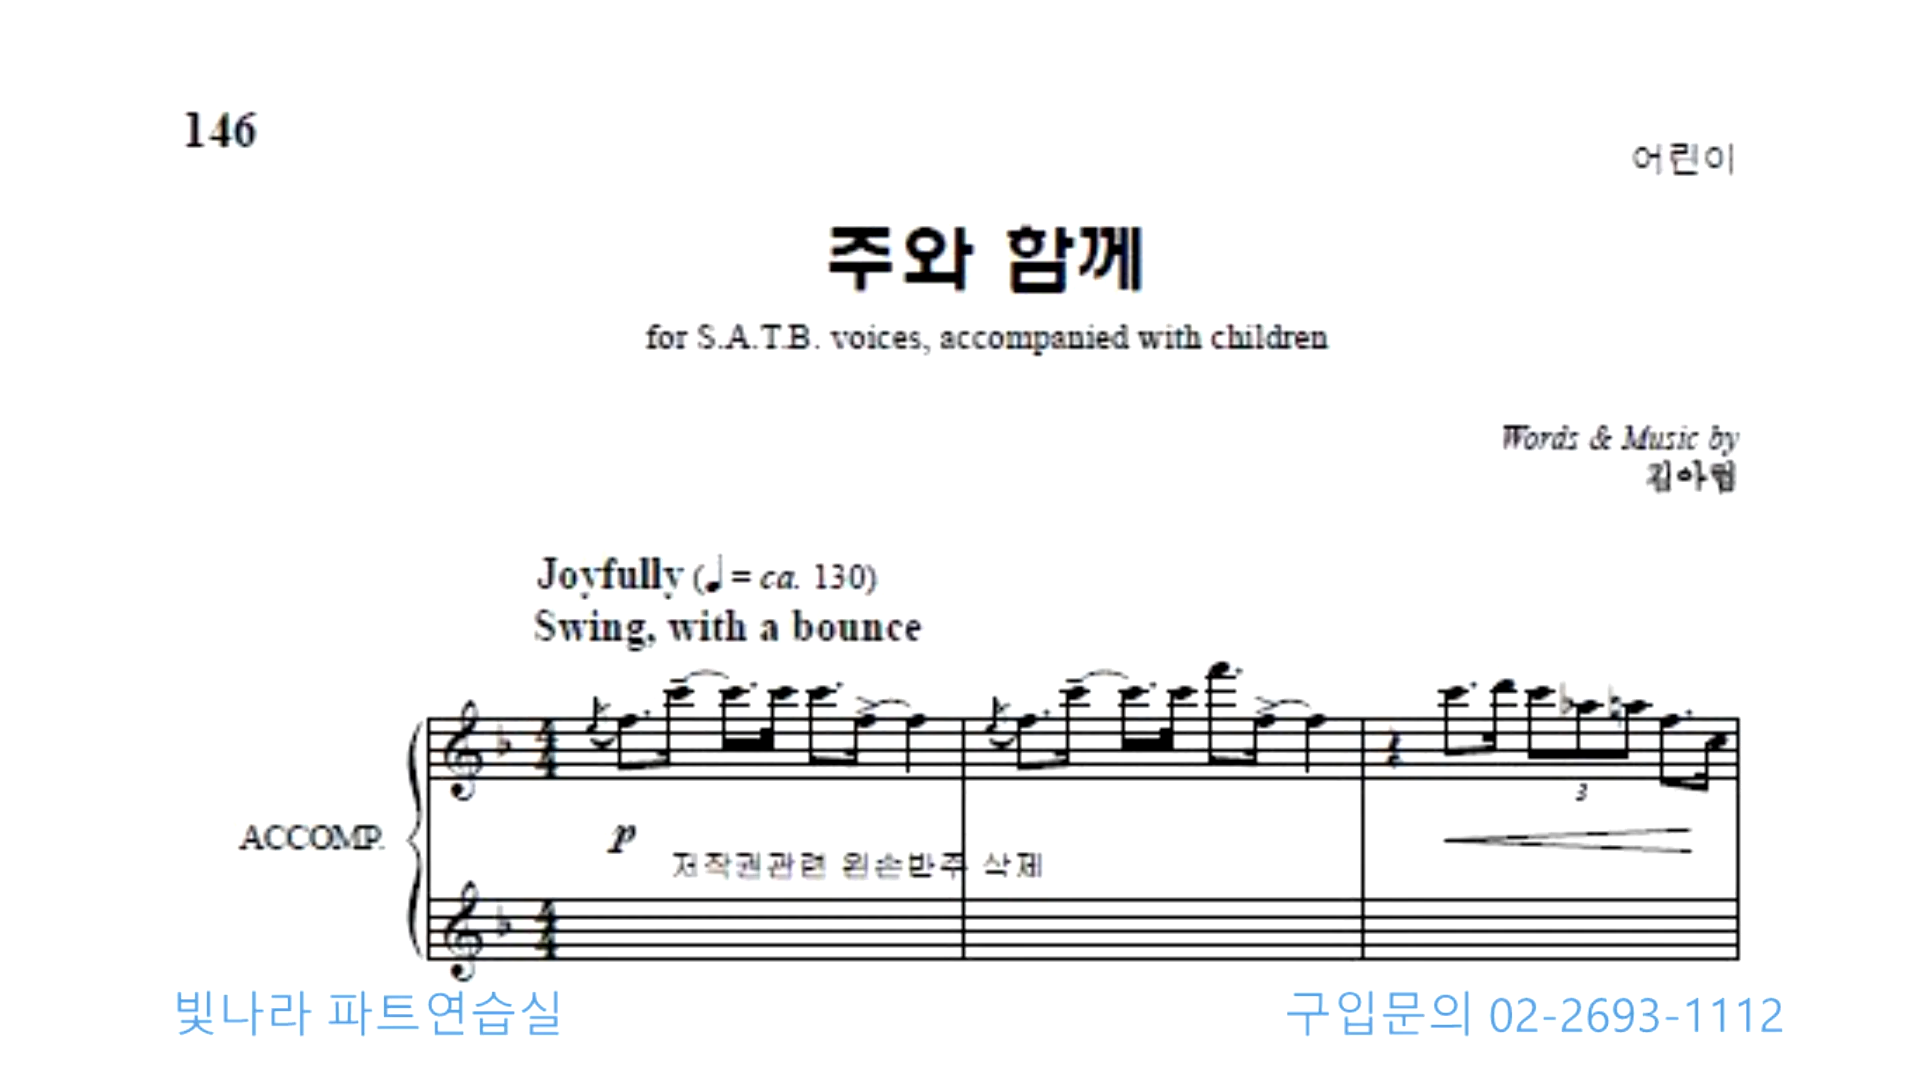 146
어린이
주와 함께
for S.A.T.B. voices, accompanied with children
Words & Music by
김아림
Joyfully (♩ = ca. 130)
Swing, with a bounce
3
ACCOMP.
p
저작권관련 왼손반주 삭제
빛나라 파트연습실
구입문의 02-2693-1112